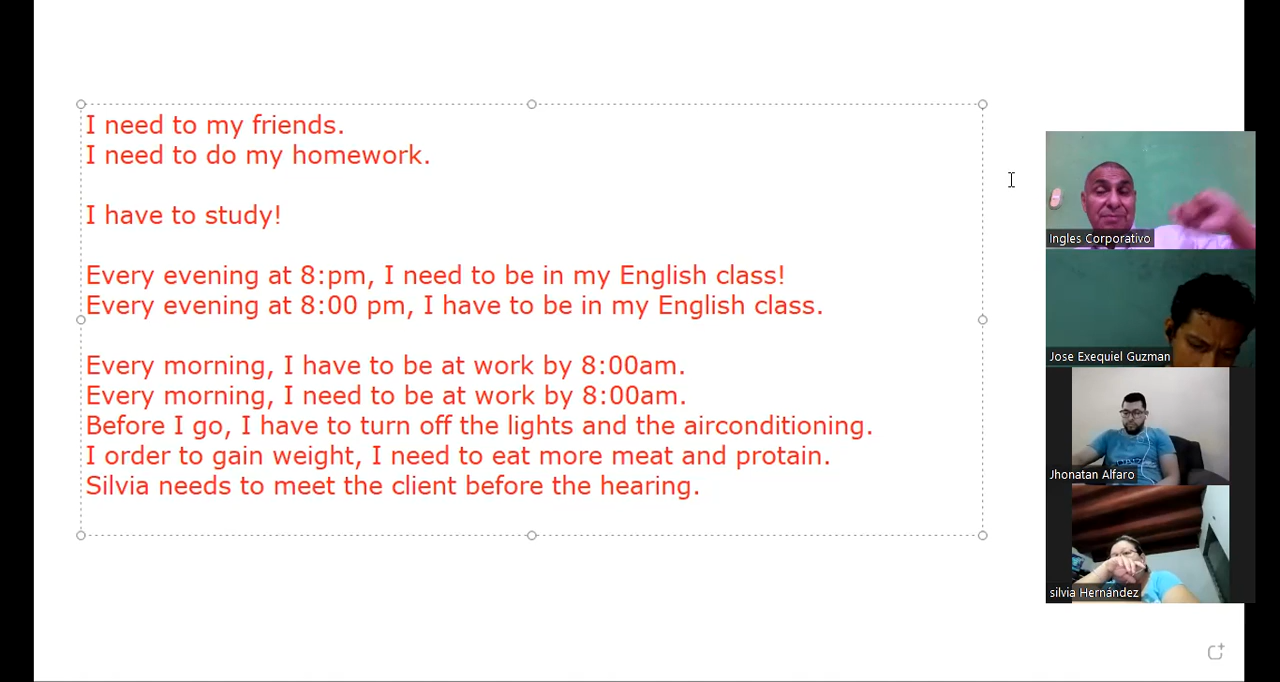 I need to my friends.
I need to do my homework.
I have to study!
Every evening at 8:pm, I need to be in my English class!
Every evening at 8:00 pm, I have to be in my English class.
Every morning, I have to be at work by 8:00am.
Every morning, I need to be at work by 8:00am.
Before I go, I have to turn off the lights and the airconditioning.
I order to gain weight, I need to eat more meat and protain.
Silvia needs to meet the client before the hearing.
Ingles Corporativo
Jose Exequiel Guzman
Jhonatan Alfaro
silvia Hernández